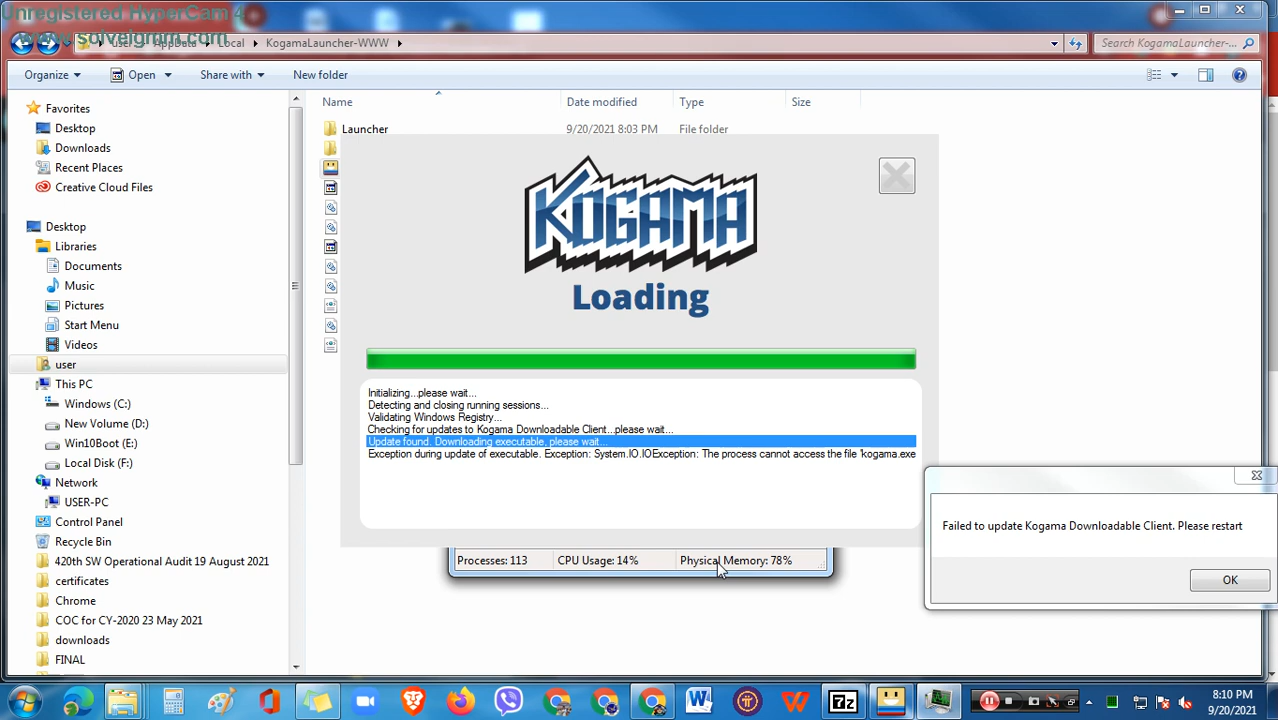 Unregistered HyperCam 4
www.solveigmm.com
AppData Local KogamaLauncher-WWW
Search KogamaLauncher-...
Organize Open Share with New folder
Name Date modified Type Size
Favorites
Desktop
Downloads
Recent Places
Creative Cloud Files
Desktop
Libraries
Documents
Music
Pictures
Start Menu
Videos
user
This PC
Windows (C:)
New Volume (D:)
Win10Boot (E:)
Local Disk (F:)
Network
USER-PC
Control Panel
Recycle Bin
420th SW Operational Audit 19 August 2021
certificates
Chrome
COC for CY-2020 23 May 2021
downloads
FINAL
Launcher 9/20/2021 8:03 PM File folder
KOGAMA
Loading
Initializing...please wait...
Detecting and closing running sessions...
Validating Windows Registry...
Checking for updates to Kogama Downloadable Client...please wait...
Update found. Downloading executable, please wait...
Exception during update of executable. Exception: System.IO.IOException: The process cannot access the file 'kogama.exe
Failed to update Kogama Downloadable Client. Please restart
OK
Processes: 113 CPU Usage: 14% Physical Memory: 78%
8:10 PM
9/20/2021